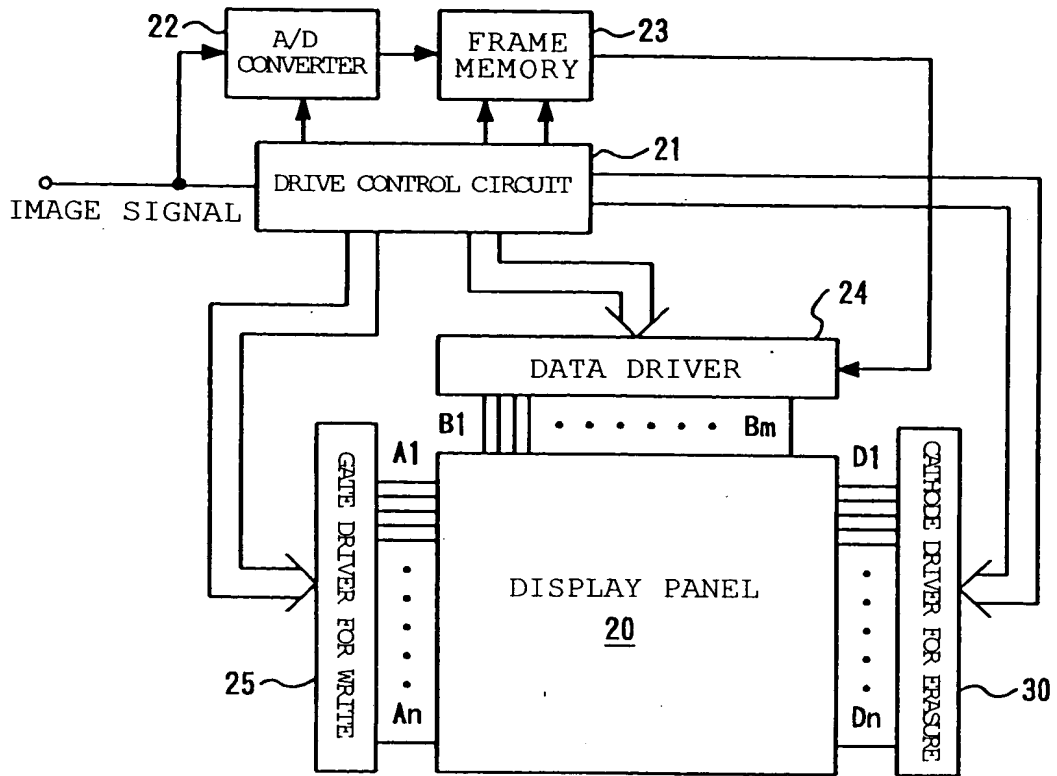 22
A/D
CONVERTER
FRAME
MEMORY
23
21
DRIVE CONTROL CIRCUIT
IMAGE SIGNAL
24
DATA DRIVER
B1
Bm
A1
D1
GATE DRIVER FOR WRITE
CATHODE DRIVER FOR ERASURE
DISPLAY PANEL
20
25
An
Dn
30